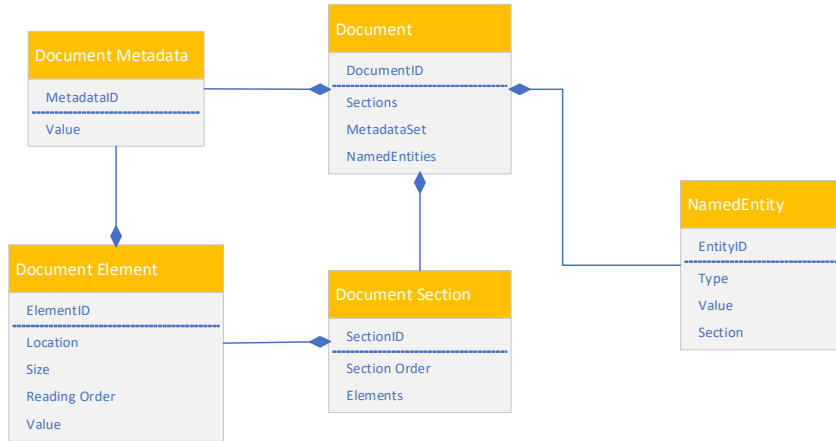 Document
DocumentID
Sections
MetadataSet
NamedEntities
Document Metadata
MetadataID
Value
NamedEntity
EntityID
Type
Value
Section
Document Element
ElementID
Location
Size
Reading Order
Value
Document Section
SectionID
Section Order
Elements